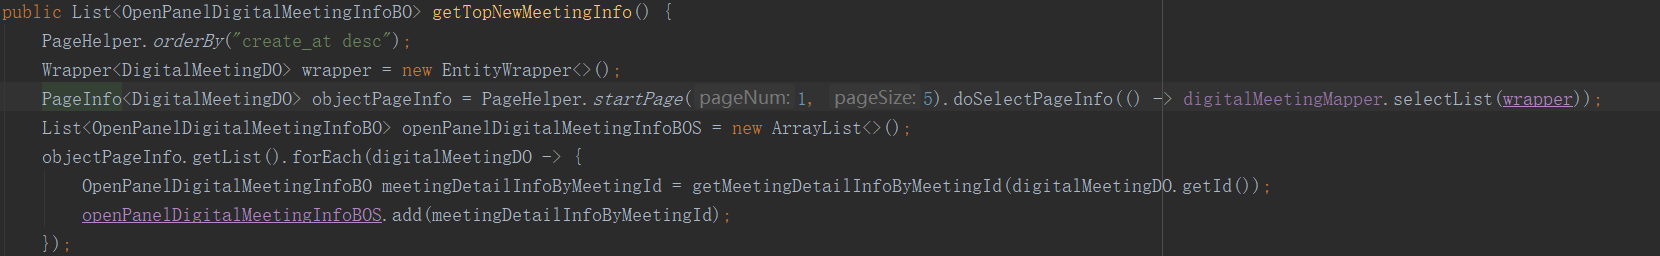 public List<OpenPanelDigitalMeetingInfoBO> getTopNewMeetingInfo() {
PageHelper.orderBy("create_at desc");
Wrapper<DigitalMeetingDO> wrapper = new EntityWrapper<>();
PageInfo<DigitalMeetingDO> objectPageInfo = PageHelper.startPage( pageNum: 1, pageSize: 5).doSelectPageInfo(() -> digitalMeetingMapper.selectList(wrapper));
List<OpenPanelDigitalMeetingInfoBO> openPanelDigitalMeetingInfoBOS = new ArrayList<>();
objectPageInfo.getList().forEach(digitalMeetingDO -> {
OpenPanelDigitalMeetingInfoBO meetingDetailInfoByMeetingId = getMeetingDetailInfoByMeetingId(digitalMeetingDO.getId());
openPanelDigitalMeetingInfoBOS.add(meetingDetailInfoByMeetingId);
});